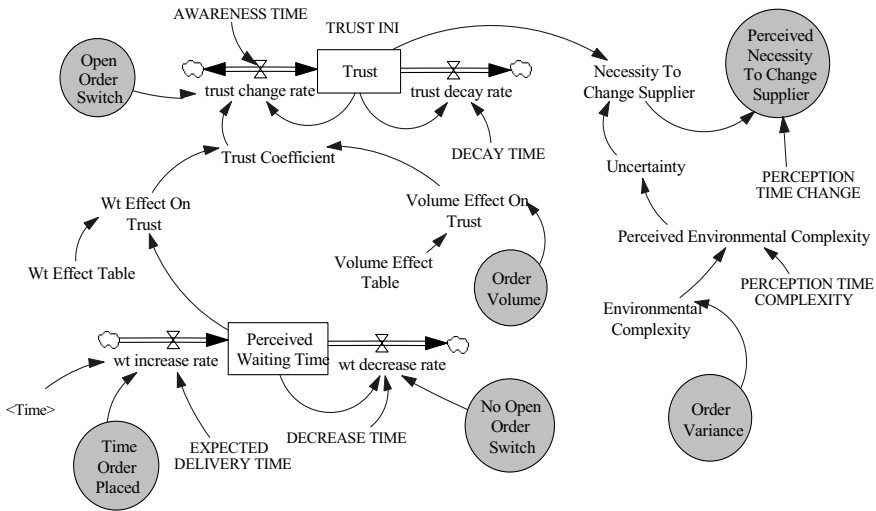 AWARENESS TIME
TRUST INI
Open
Order
Switch
Trust
trust change rate
trust decay rate
Necessity To
Change Supplier
Perceived
Necessity
To Change
Supplier
Trust Coefficient
DECAY TIME
Uncertainty
PERCEPTION
TIME CHANGE
Wt Effect On
Trust
Volume Effect On
Trust
Perceived Environmental Complexity
Wt Effect Table
Volume Effect
Table
Order
Volume
PERCEPTION TIME
COMPLEXITY
Environmental
Complexity
Perceived
Waiting Time
wt increase rate
wt decrease rate
<Time>
Time
Order
Placed
EXPECTED
DELIVERY TIME
DECREASE TIME
No Open
Order
Switch
Order
Variance